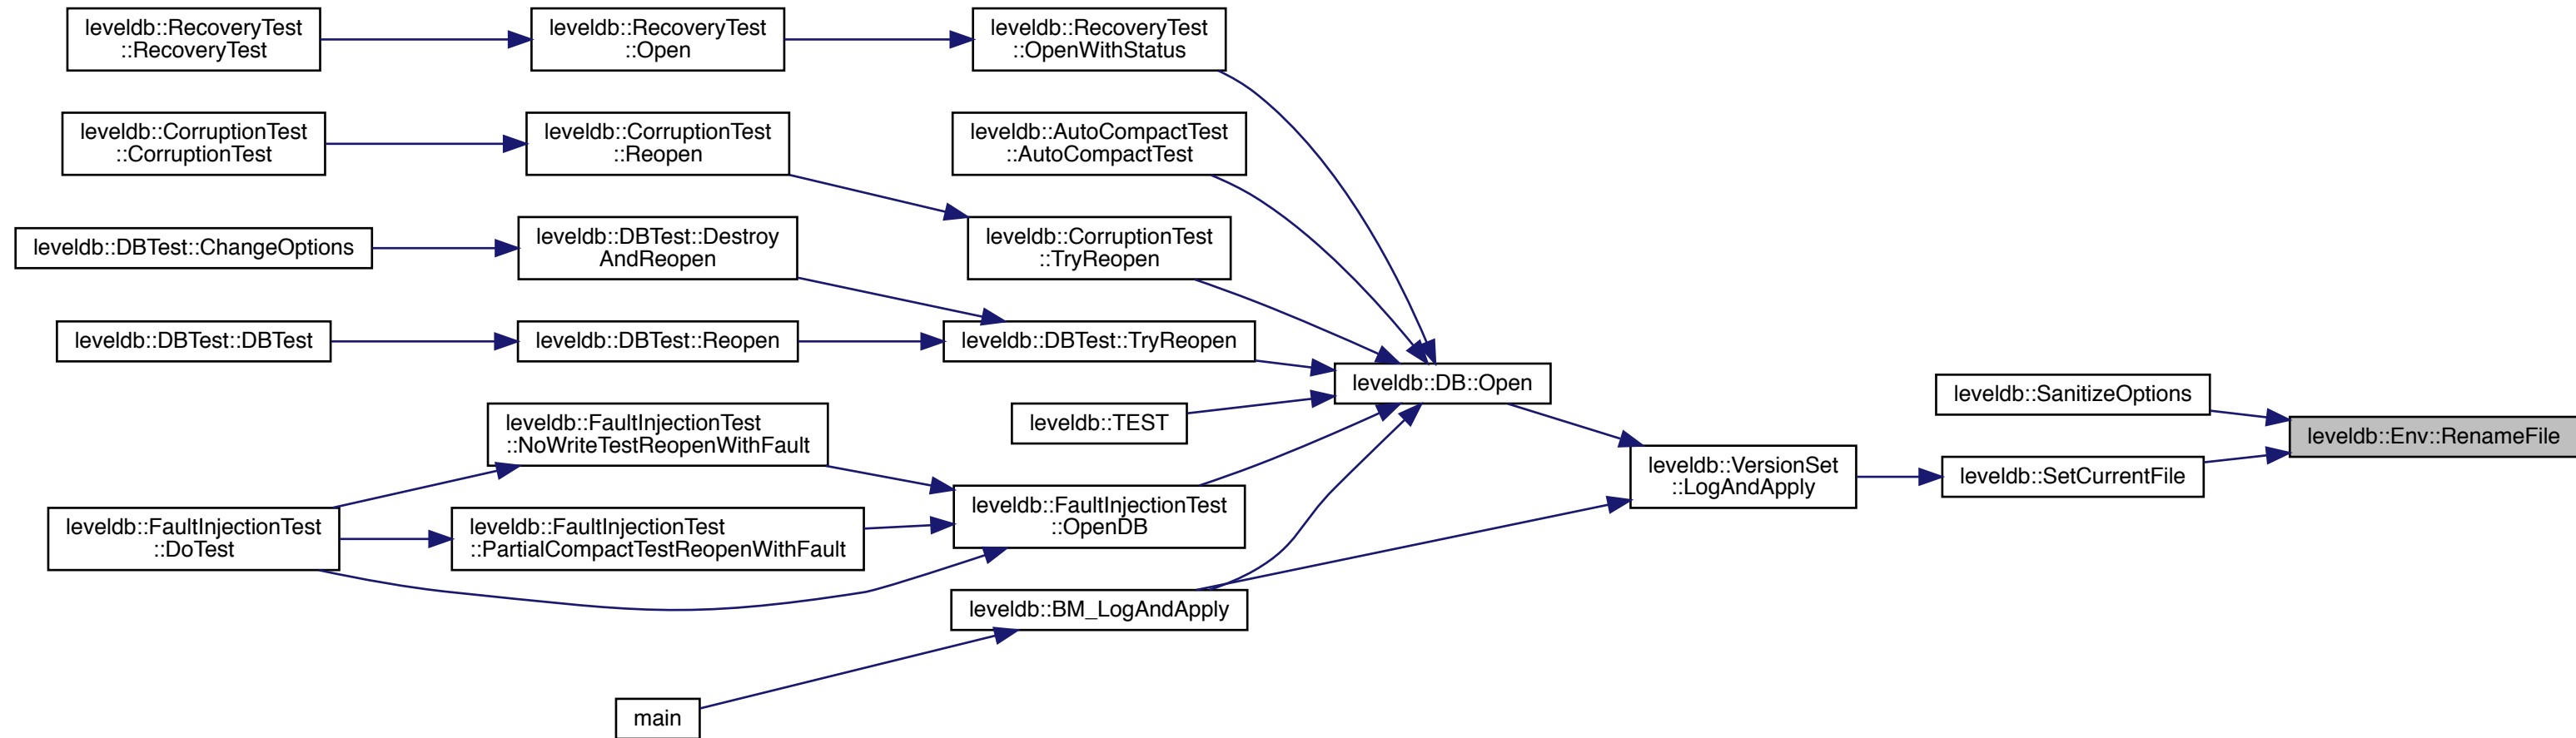 leveldb::RecoveryTest
::RecoveryTest
leveldb::RecoveryTest
::Open
leveldb::RecoveryTest
::OpenWithStatus
leveldb::CorruptionTest
::CorruptionTest
leveldb::CorruptionTest
::Reopen
leveldb::AutoCompactTest
::AutoCompactTest
leveldb::DBTest::ChangeOptions
leveldb::DBTest::Destroy
AndReopen
leveldb::CorruptionTest
::TryReopen
leveldb::DBTest::DBTest
leveldb::DBTest::Reopen
leveldb::DBTest::TryReopen
leveldb::DB::Open
leveldb::SanitizeOptions
leveldb::FaultInjectionTest
::NoWriteTestReopenWithFault
leveldb::TEST
leveldb::Env::RenameFile
leveldb::VersionSet
::LogAndApply
leveldb::SetCurrentFile
leveldb::FaultInjectionTest
::DoTest
leveldb::FaultInjectionTest
::PartialCompactTestReopenWithFault
leveldb::FaultInjectionTest
::OpenDB
leveldb::BM_LogAndApply
main